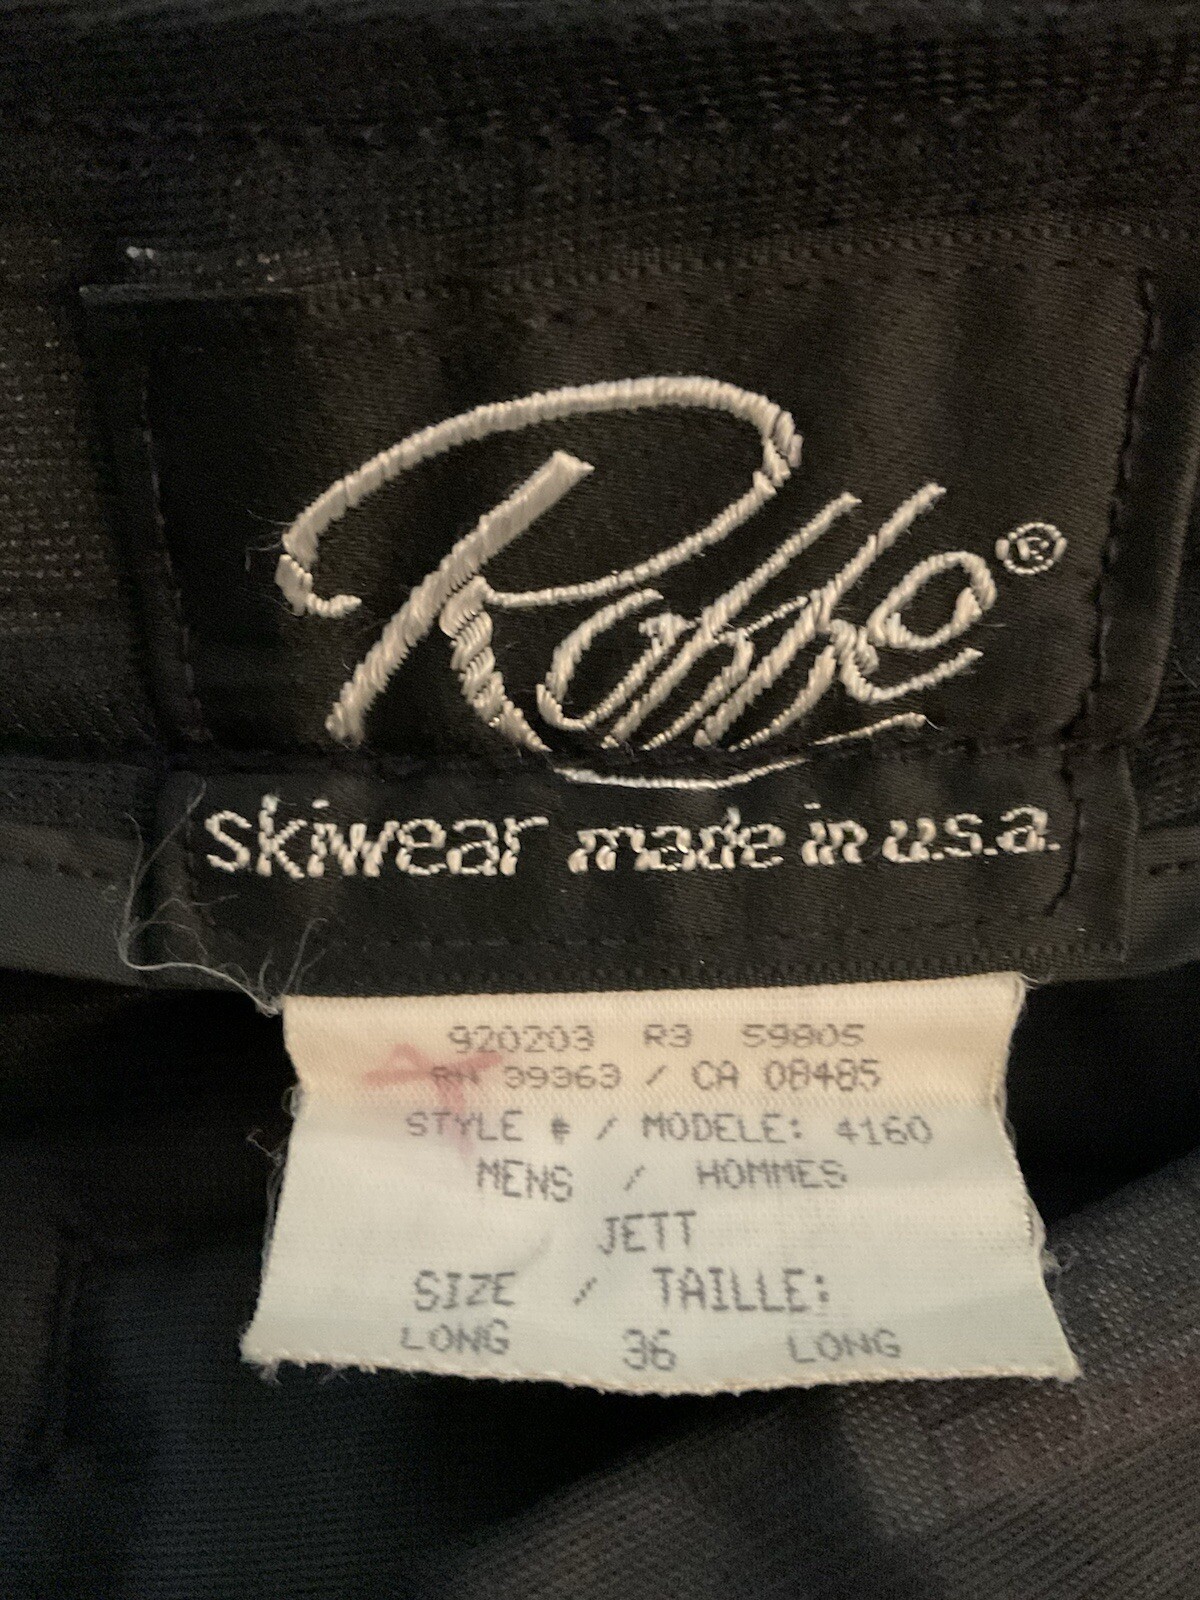 Roffe®
skiwear made in u.s.a.
920203 R3 59805
RN 39363 / CA 08485
STYLE # / MODELE: 4160
MENS / HOMMES
JETT
SIZE / TAILLE:
LONG 36 LONG